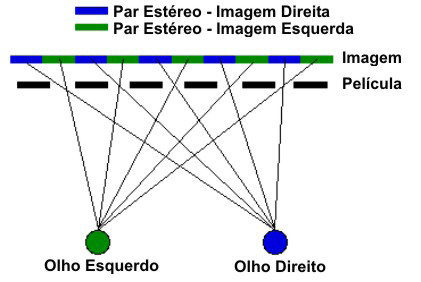 Par Estéreo - Imagem Direita
Par Estéreo - Imagem Esquerda
Imagem
Película
Olho Esquerdo
Olho Direito